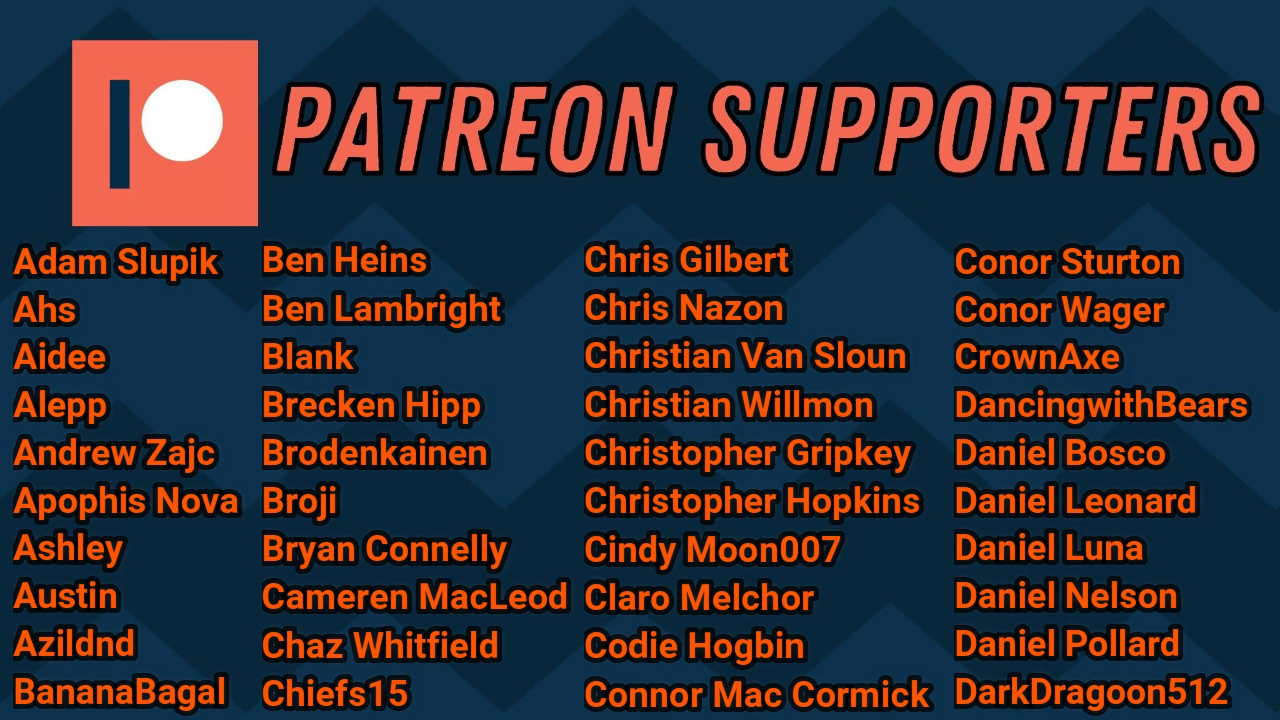 PATREON SUPPORTERS
Adam Slupik
Ahs
Aidee
Alepp
Andrew Zajc
Apophis Nova
Ashley
Austin
Azildnd
BananaBagal
Ben Heins
Ben Lambright
Blank
Brecken Hipp
Brodenkainen
Broji
Bryan Connelly
Cameren MacLeod
Chaz Whitfield
Chiefs15
Chris Gilbert
Chris Nazon
Christian Van Sloun
Christian Willmon
Christopher Gripkey
Christopher Hopkins
Cindy Moon007
Claro Melchor
Codie Hogbin
Connor Mac Cormick
Conor Sturton
Conor Wager
CrownAxe
DancingwithBears
Daniel Bosco
Daniel Leonard
Daniel Luna
Daniel Nelson
Daniel Pollard
DarkDragoon512